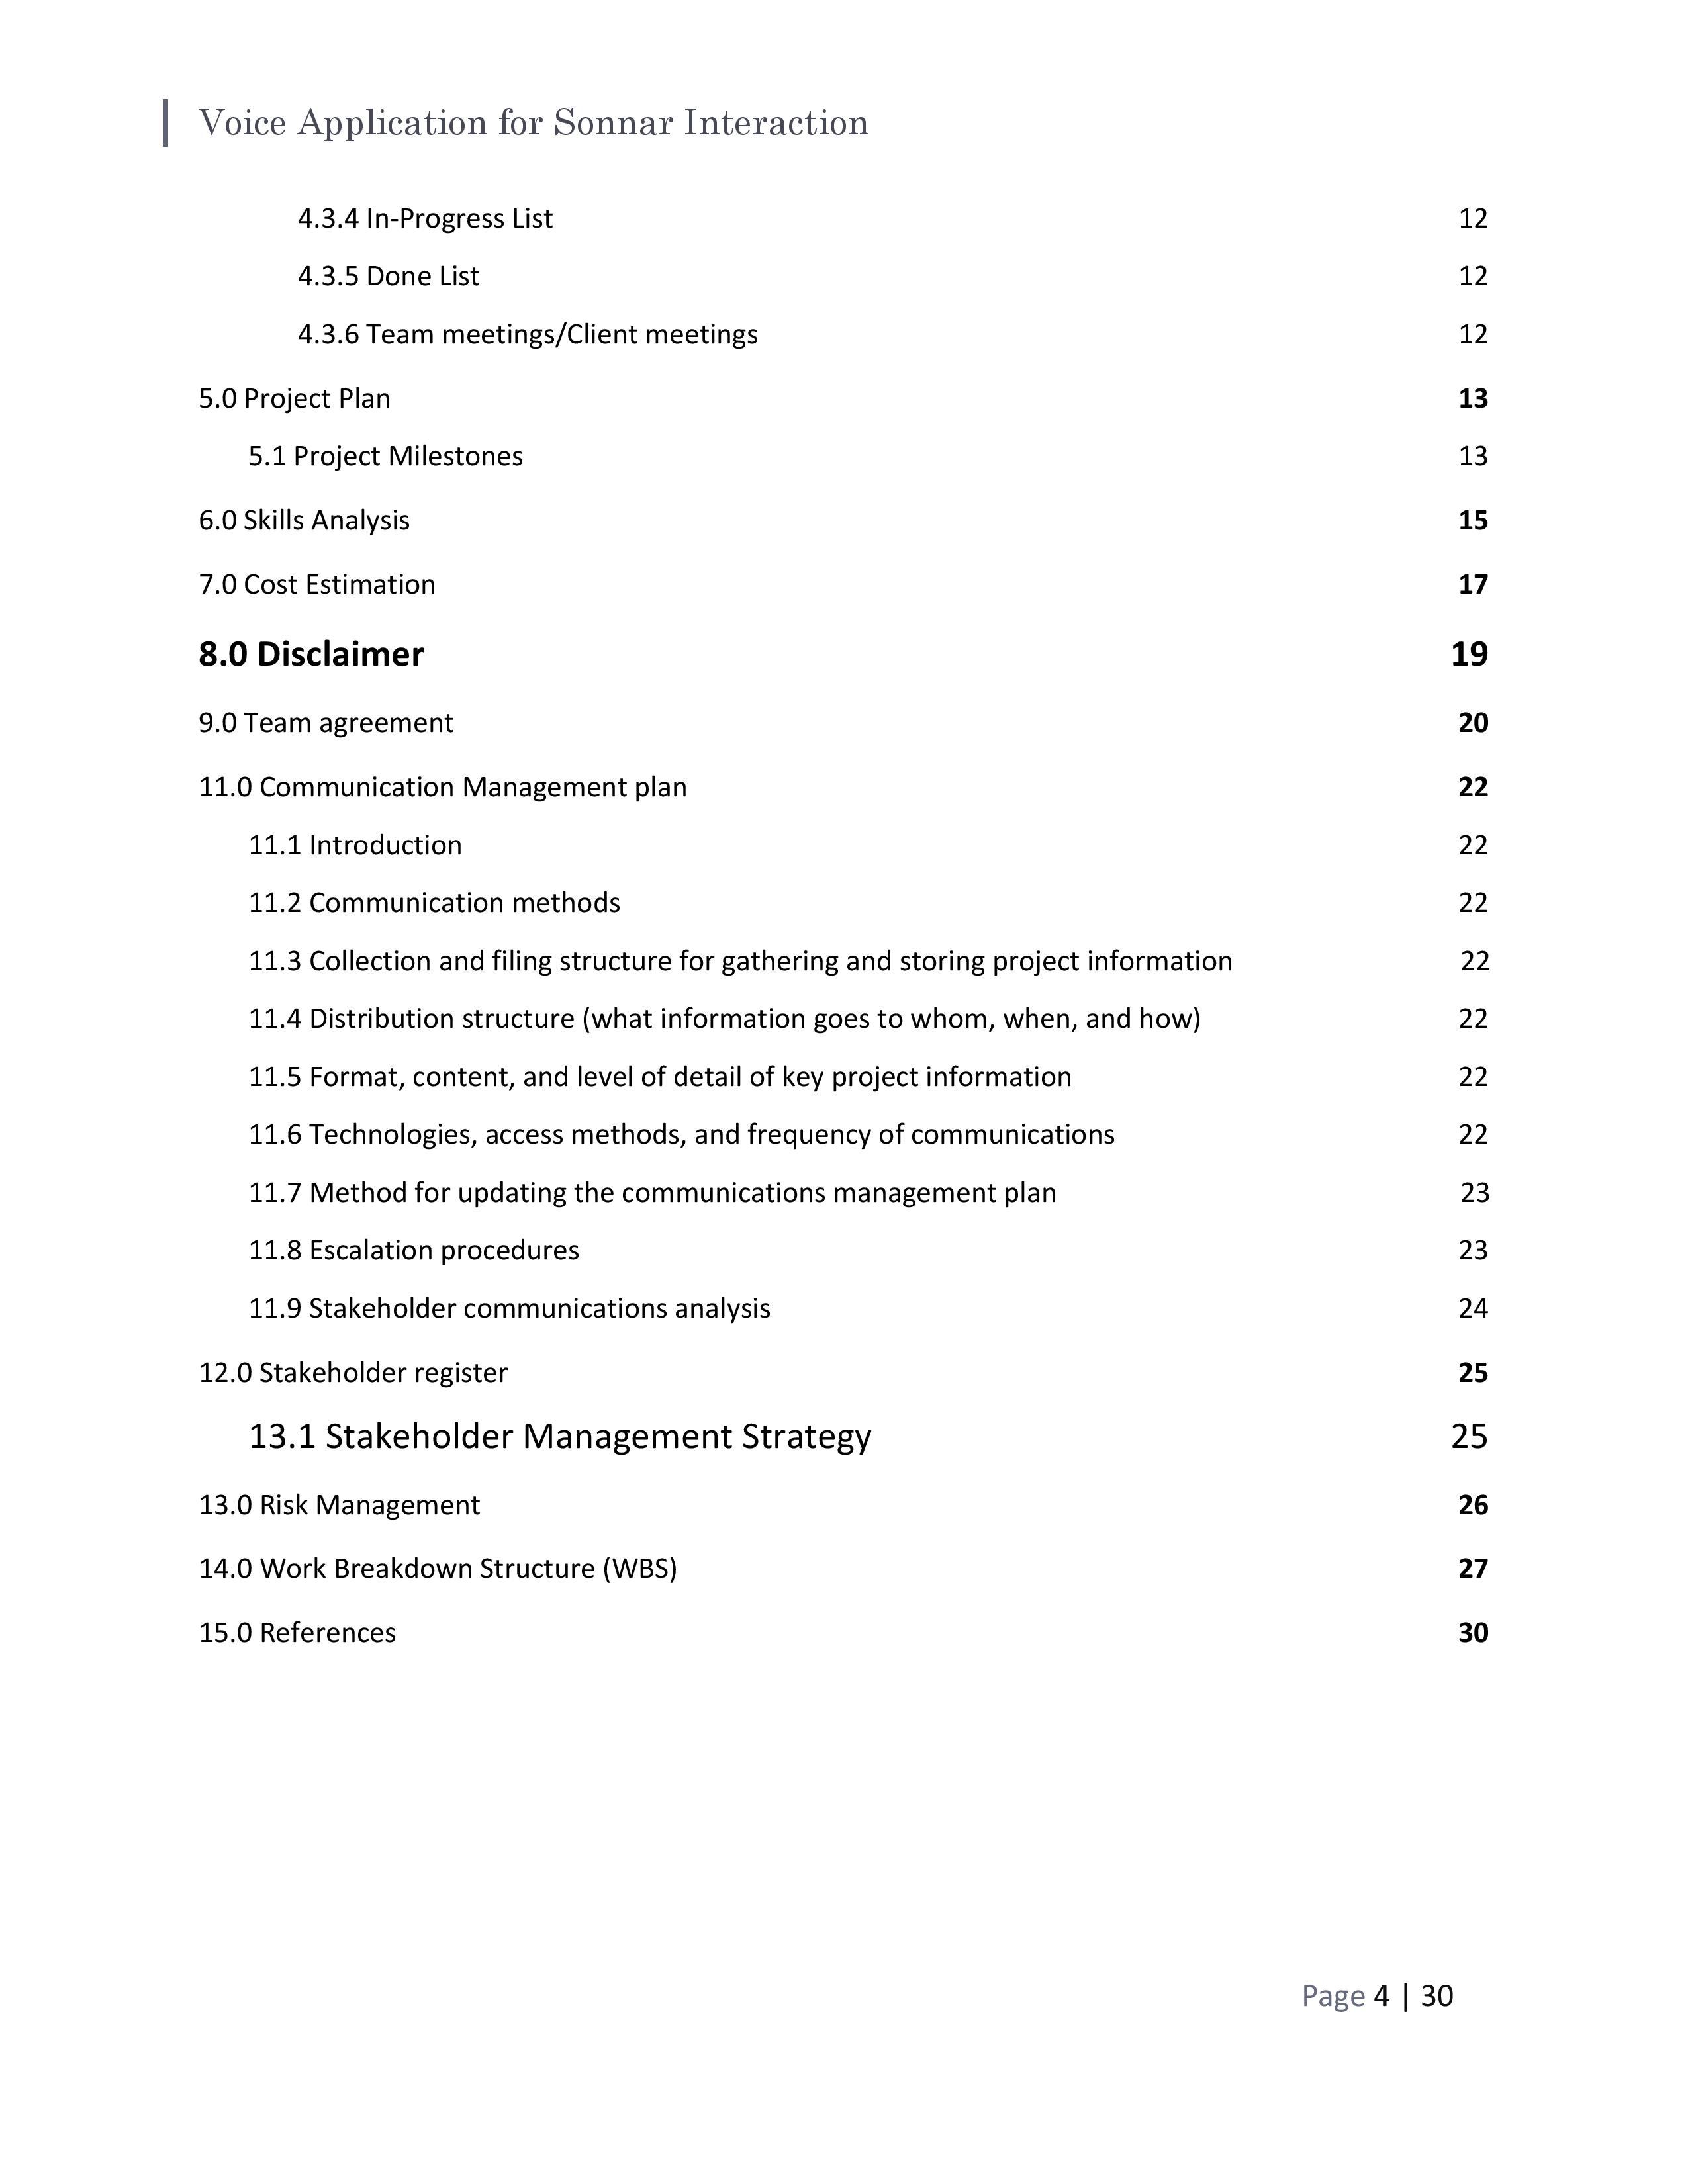 Voice Application for Sonnar Interaction
4.3.4 In-Progress List 12
4.3.5 Done List 12
4.3.6 Team meetings/Client meetings 12
5.0 Project Plan 13
5.1 Project Milestones 13
6.0 Skills Analysis 15
7.0 Cost Estimation 17
8.0 Disclaimer 19
9.0 Team agreement 20
11.0 Communication Management plan 22
11.1 Introduction 22
11.2 Communication methods 22
11.3 Collection and filing structure for gathering and storing project information 22
11.4 Distribution structure (what information goes to whom, when, and how) 22
11.5 Format, content, and level of detail of key project information 22
11.6 Technologies, access methods, and frequency of communications 22
11.7 Method for updating the communications management plan 23
11.8 Escalation procedures 23
11.9 Stakeholder communications analysis 24
12.0 Stakeholder register 25
13.1 Stakeholder Management Strategy 25
13.0 Risk Management 26
14.0 Work Breakdown Structure (WBS) 27
15.0 References 30
Page 4 | 30